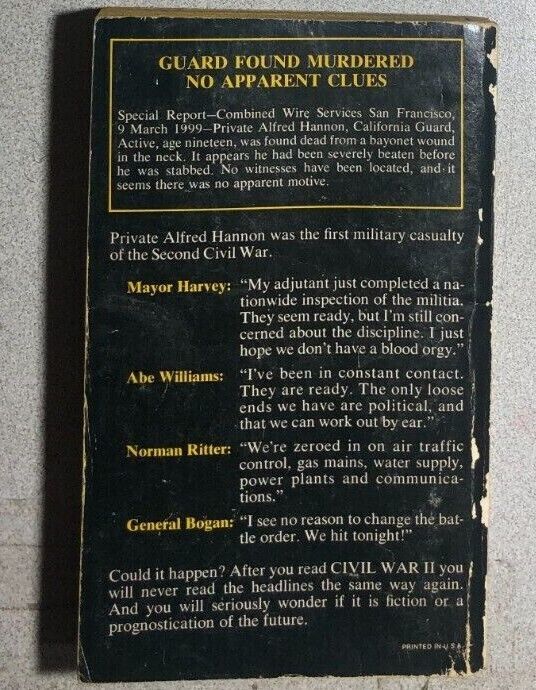 GUARD FOUND MURDERED
NO APPARENT CLUES
Special Report—Combined Wire Services San Francisco,
9 March 1999—Private Alfred Hannon, California Guard,
Active, age nineteen, was found dead from a bayonet wound
in the neck. It appears he had been severely beaten before
he was stabbed. No witnesses have been located, and it
seems there was no apparent motive.
Private Alfred Hannon was the first military casualty
of the Second Civil War.
Mayor Harvey: “My adjutant just completed a na-
tionwide inspection of the militia.
They seem ready, but I'm still con-
cerned about the discipline. I just
hope we don't have a blood orgy.”
Abe Williams: “I've been in constant contact.
They are ready. The only loose
ends we have are political, and
that we can work out by ear.”
Norman Ritter: “We're zeroed in on air traffic
control, gas mains, water supply,
power plants and communica-
tions.”
General Bogan: “I see no reason to change the bat-
tle order. We hit tonight!”
Could it happen? After you read CIVIL WAR II you
will never read the headlines the same way again.
And you will seriously wonder if it is fiction or a
prognostication of the future.
PRINTED IN U.S.A.